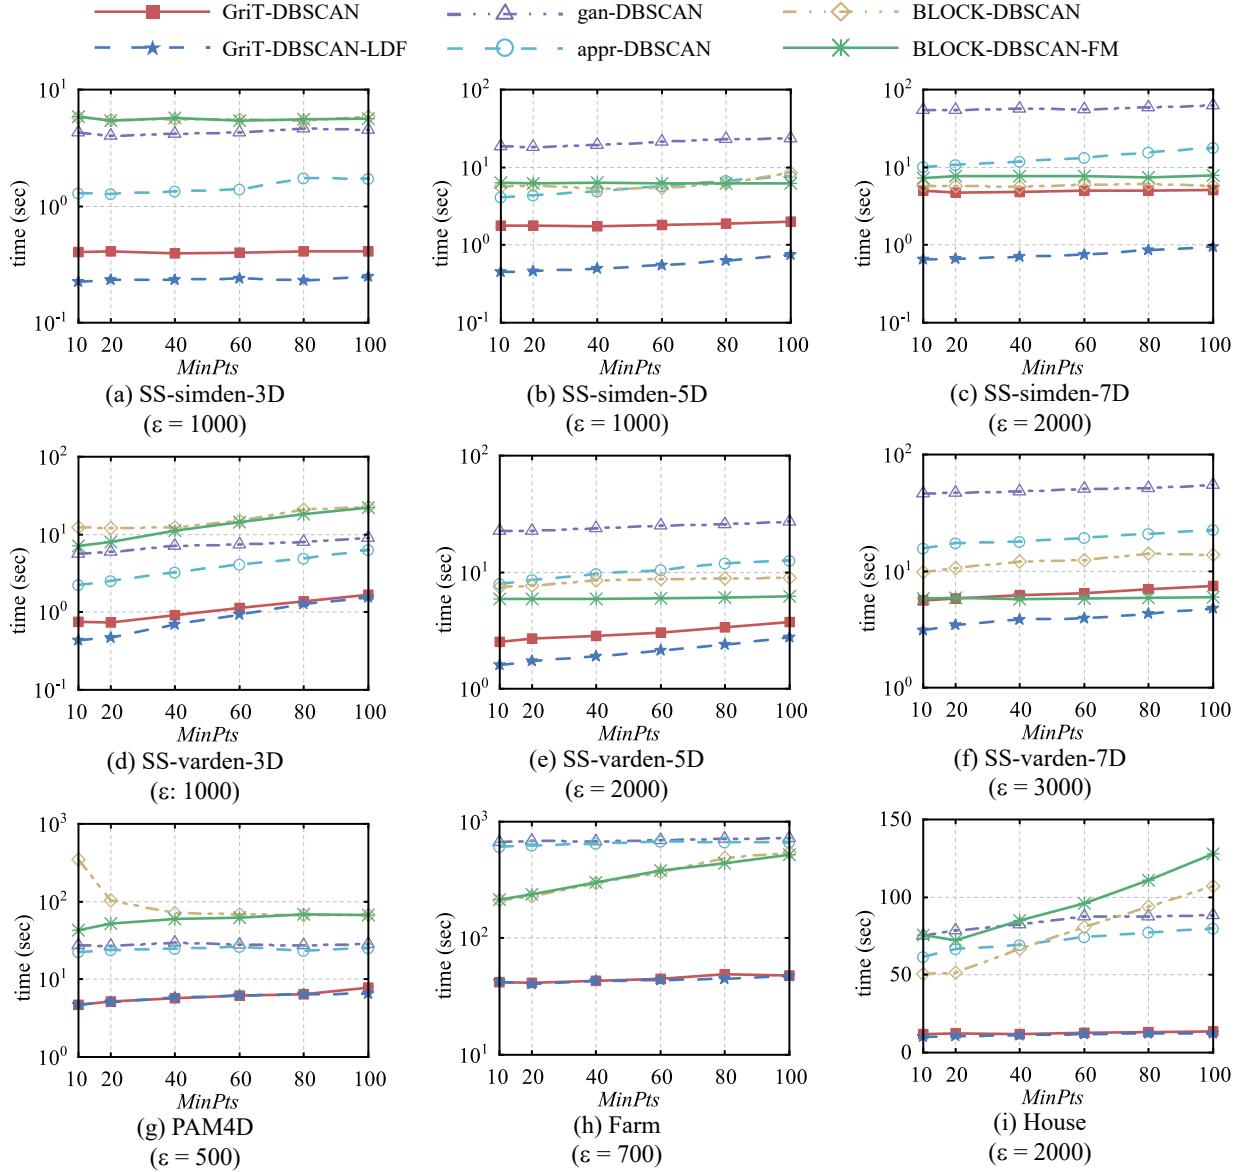 GriT-DBSCAN gan-DBSCAN BLOCK-DBSCAN
GriT-DBSCAN-LDF appr-DBSCAN BLOCK-DBSCAN-FM
time (sec)
10^1
10^0
10^-1
10 20 40 60 80 100
MinPts
(a) SS-simden-3D
(ε = 1000)
time (sec)
10^2
10^1
10^0
10^-1
10 20 40 60 80 100
MinPts
(b) SS-simden-5D
(ε = 1000)
time (sec)
10^2
10^1
10^0
10^-1
10 20 40 60 80 100
MinPts
(c) SS-simden-7D
(ε = 2000)
time (sec)
10^2
10^1
10^0
10^-1
10 20 40 60 80 100
MinPts
(d) SS-varden-3D
(ε: 1000)
time (sec)
10^2
10^1
10^0
10 20 40 60 80 100
MinPts
(e) SS-varden-5D
(ε = 2000)
time (sec)
10^2
10^1
10^0
10 20 40 60 80 100
MinPts
(f) SS-varden-7D
(ε = 3000)
time (sec)
10^3
10^2
10^1
10^0
10 20 40 60 80 100
MinPts
(g) PAM4D
(ε = 500)
time (sec)
10^3
10^2
10^1
10 20 40 60 80 100
MinPts
(h) Farm
(ε = 700)
time (sec)
150
100
50
0
10 20 40 60 80 100
MinPts
(i) House
(ε = 2000)